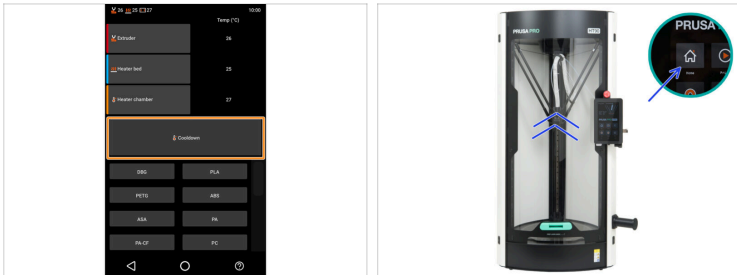 26 25 27 10:00
Temp (°C)
Extruder 26
Heater bed 25
Heater chamber 27
Cooldown
DBG PLA
PETG ABS
ASA PA
PA-CF PC
PRUSA PRO HT90
PRUSA
Home